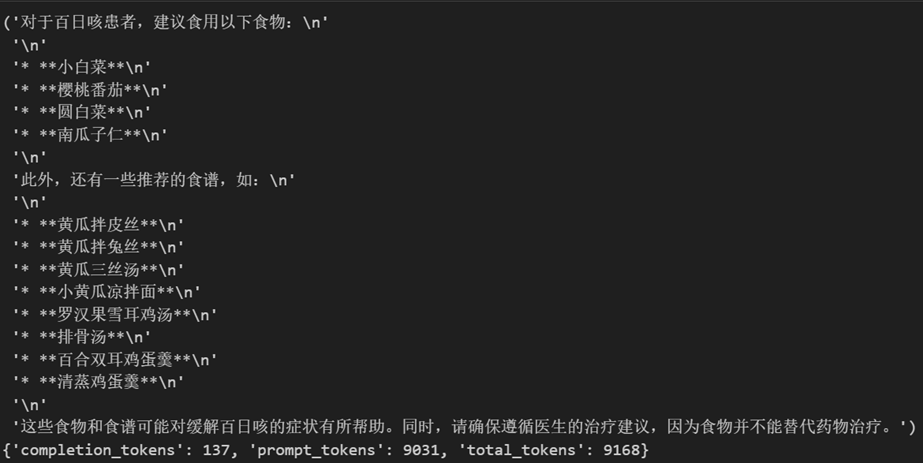 ('对于百日咳患者，建议食用以下食物：\n'
'\n'
'* **小白菜**\n'
'* **樱桃番茄**\n'
'* **圆白菜**\n'
'* **南瓜子仁**\n'
'\n'
'此外，还有一些推荐的食谱，如：\n'
'\n'
'* **黄瓜拌皮丝**\n'
'* **黄瓜拌兔丝**\n'
'* **黄瓜三丝汤**\n'
'* **小黄瓜凉拌面**\n'
'* **罗汉果雪耳鸡汤**\n'
'* **排骨汤**\n'
'* **百合双耳鸡蛋羹**\n'
'* **清蒸鸡蛋羹**\n'
'\n'
'这些食物和食谱可能对缓解百日咳的症状有所帮助。同时，请确保遵循医生的治疗建议，因为食物并不能替代药物治疗。')
{'completion_tokens': 137, 'prompt_tokens': 9031, 'total_tokens': 9168}